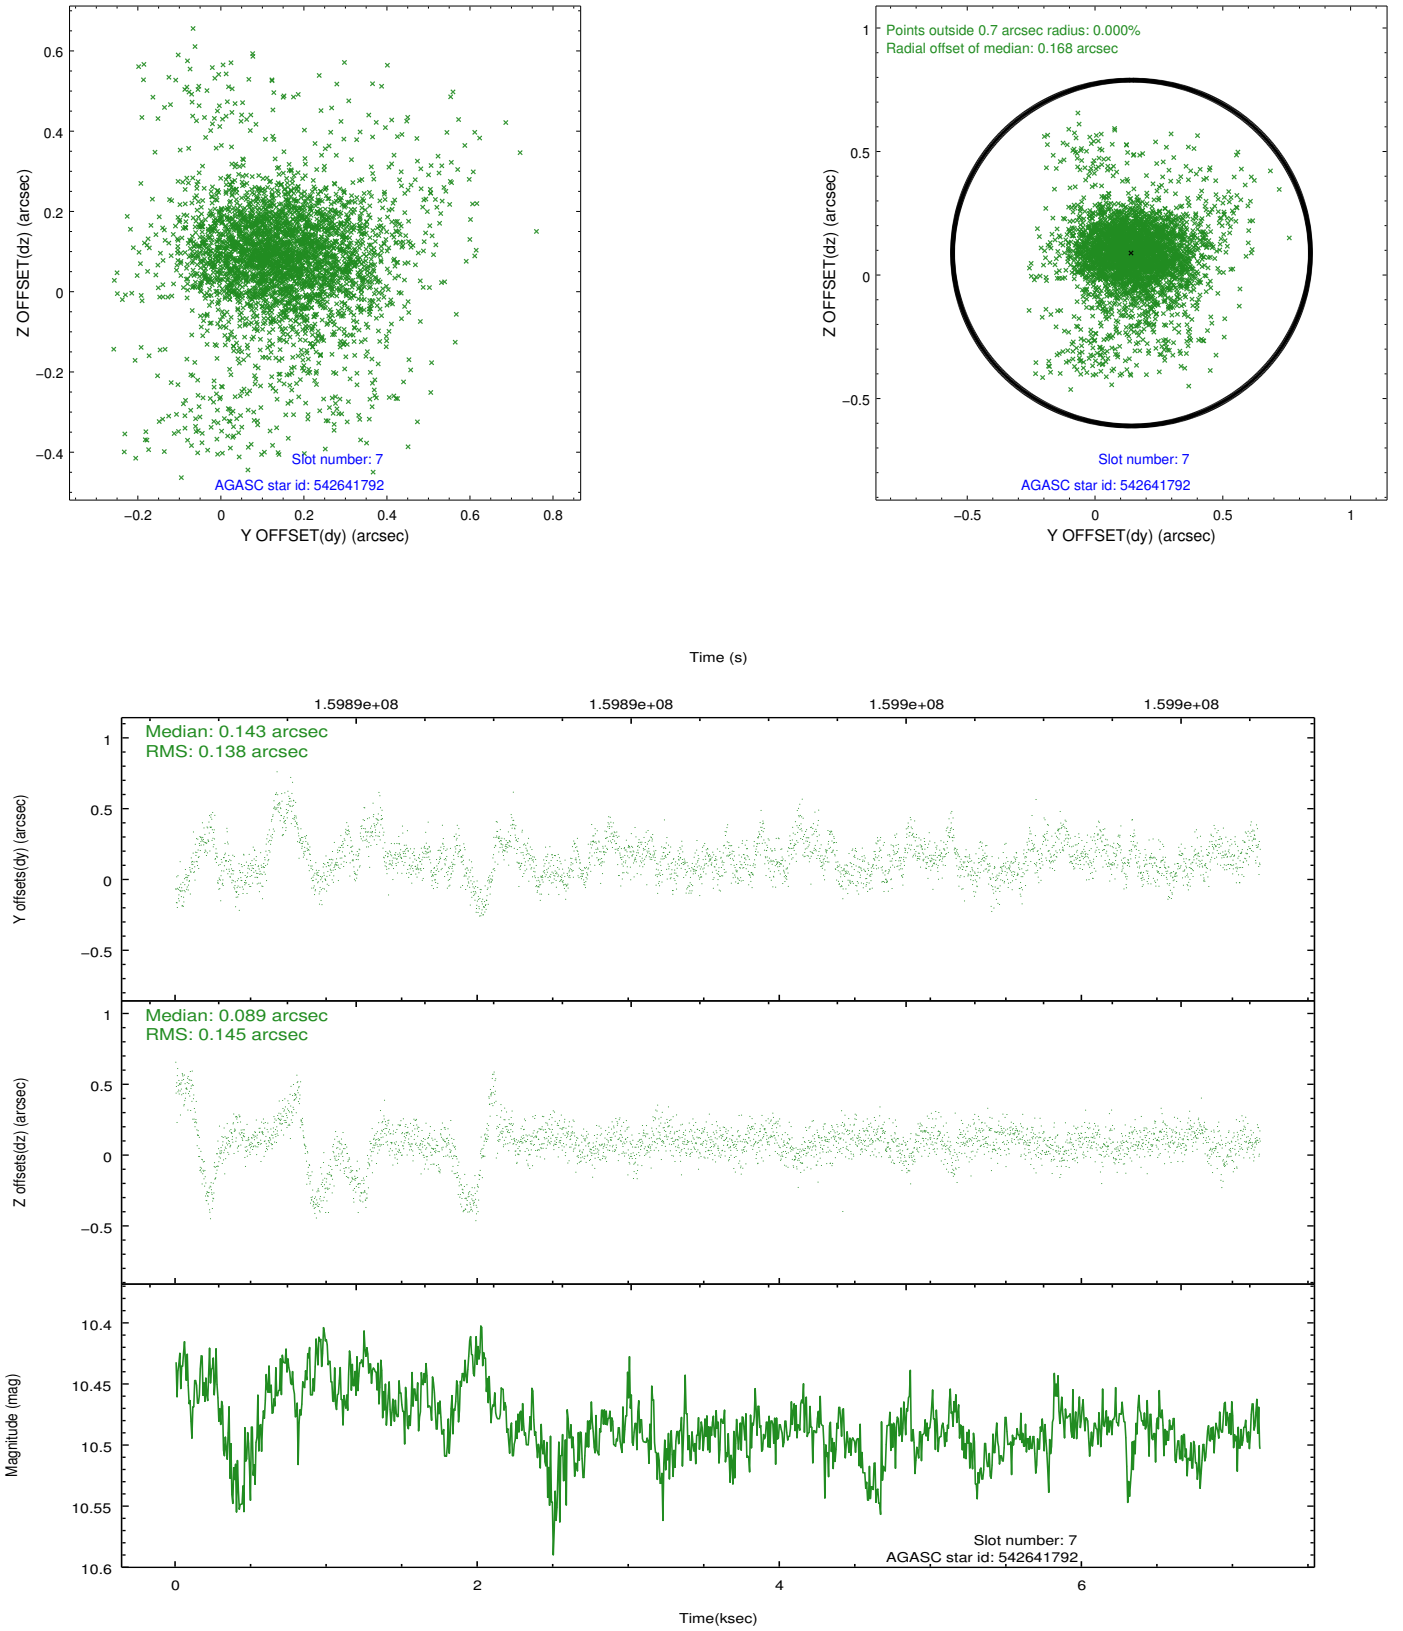 0.6
0.4
0.2
0
−0.2
−0.4
Z OFFSET(dz) (arcsec)
Slot number: 7
AGASC star id: 542641792
−0.2 0 0.2 0.4 0.6 0.8
Y OFFSET(dy) (arcsec)
Points outside 0.7 arcsec radius: 0.000%
Radial offset of median: 0.168 arcsec
1
0.5
0
−0.5
Z OFFSET(dz) (arcsec)
Slot number: 7
AGASC star id: 542641792
−0.5 0 0.5 1
Y OFFSET(dy) (arcsec)
Time (s)
1.5989e+08 1.5989e+08 1.599e+08 1.599e+08
Median: 0.143 arcsec
RMS: 0.138 arcsec
1
0.5
0
−0.5
Y offsets(dy) (arcsec)
Median: 0.089 arcsec
RMS: 0.145 arcsec
1
0.5
0
−0.5
Z offsets(dz) (arcsec)
10.4
10.45
10.5
10.55
10.6
Magnitude (mag)
Slot number: 7
AGASC star id: 542641792
0 2 4 6
Time(ksec)